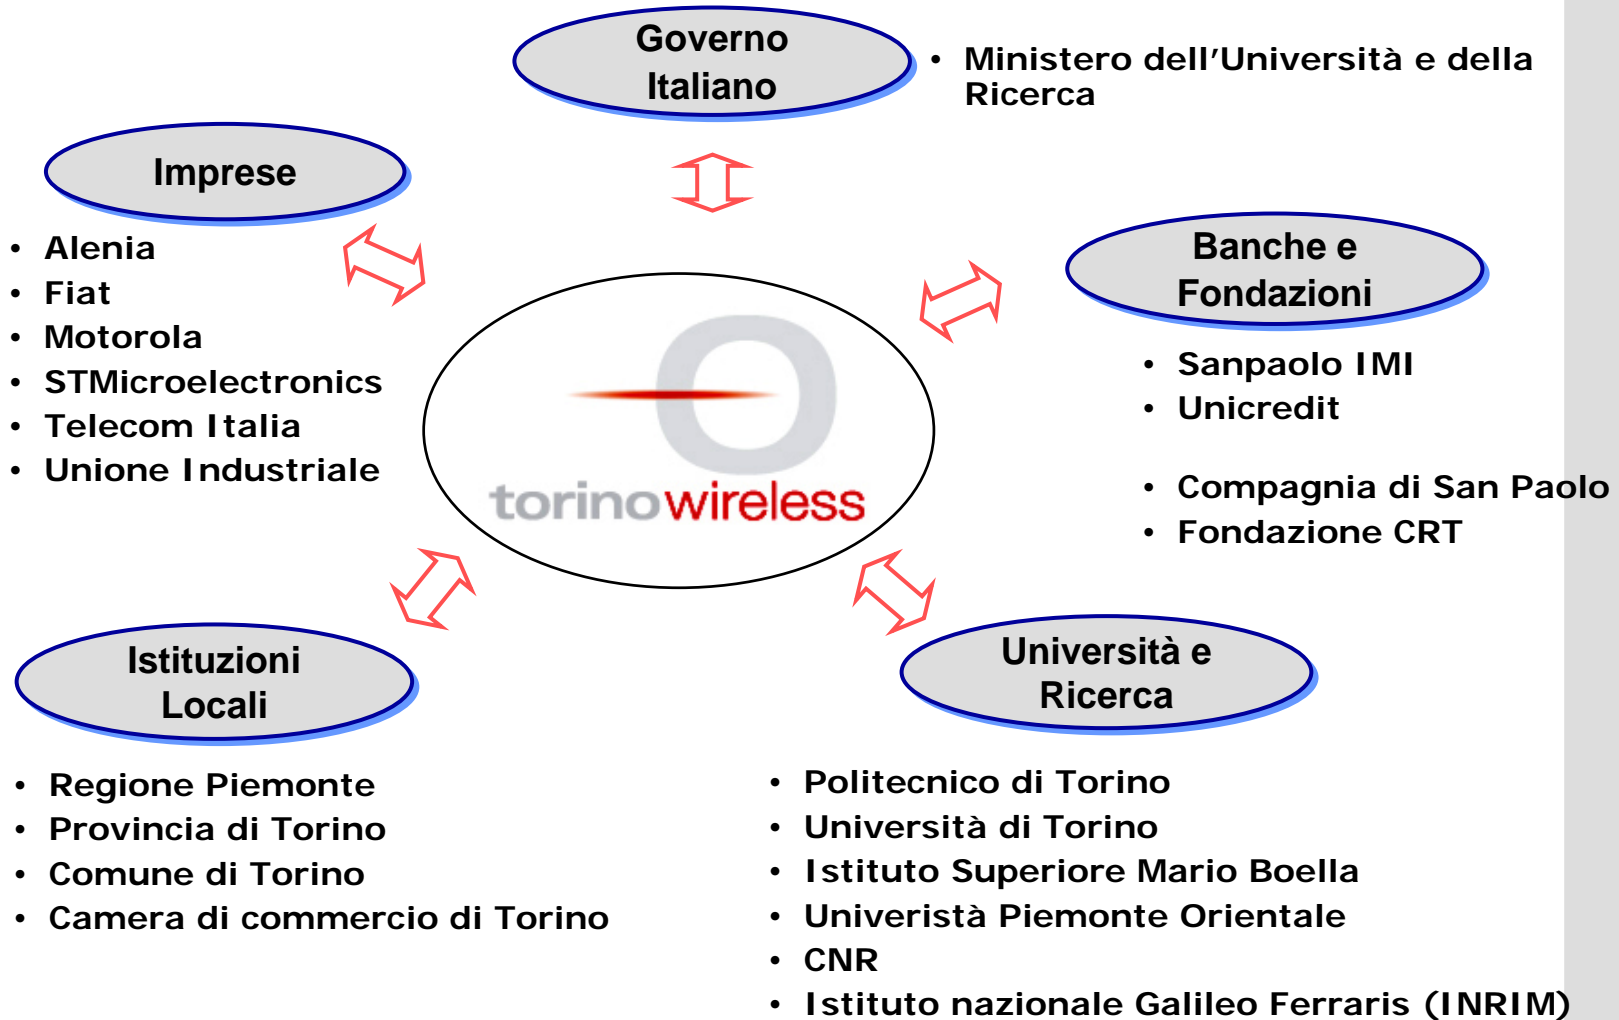 Governo
Italiano
• Ministero dell'Università e della
Ricerca
Imprese
• Alenia
• Fiat
• Motorola
• STMicroelectronics
• Telecom Italia
• Unione Industriale
Banche e
Fondazioni
• Sanpaolo IMI
• Unicredit
• Compagnia di San Paolo
• Fondazione CRT
torinowireless
Istituzioni
Locali
• Regione Piemonte
• Provincia di Torino
• Comune di Torino
• Camera di commercio di Torino
Università e
Ricerca
• Politecnico di Torino
• Università di Torino
• Istituto Superiore Mario Boella
• Univeristà Piemonte Orientale
• CNR
• Istituto nazionale Galileo Ferraris (INRIM)